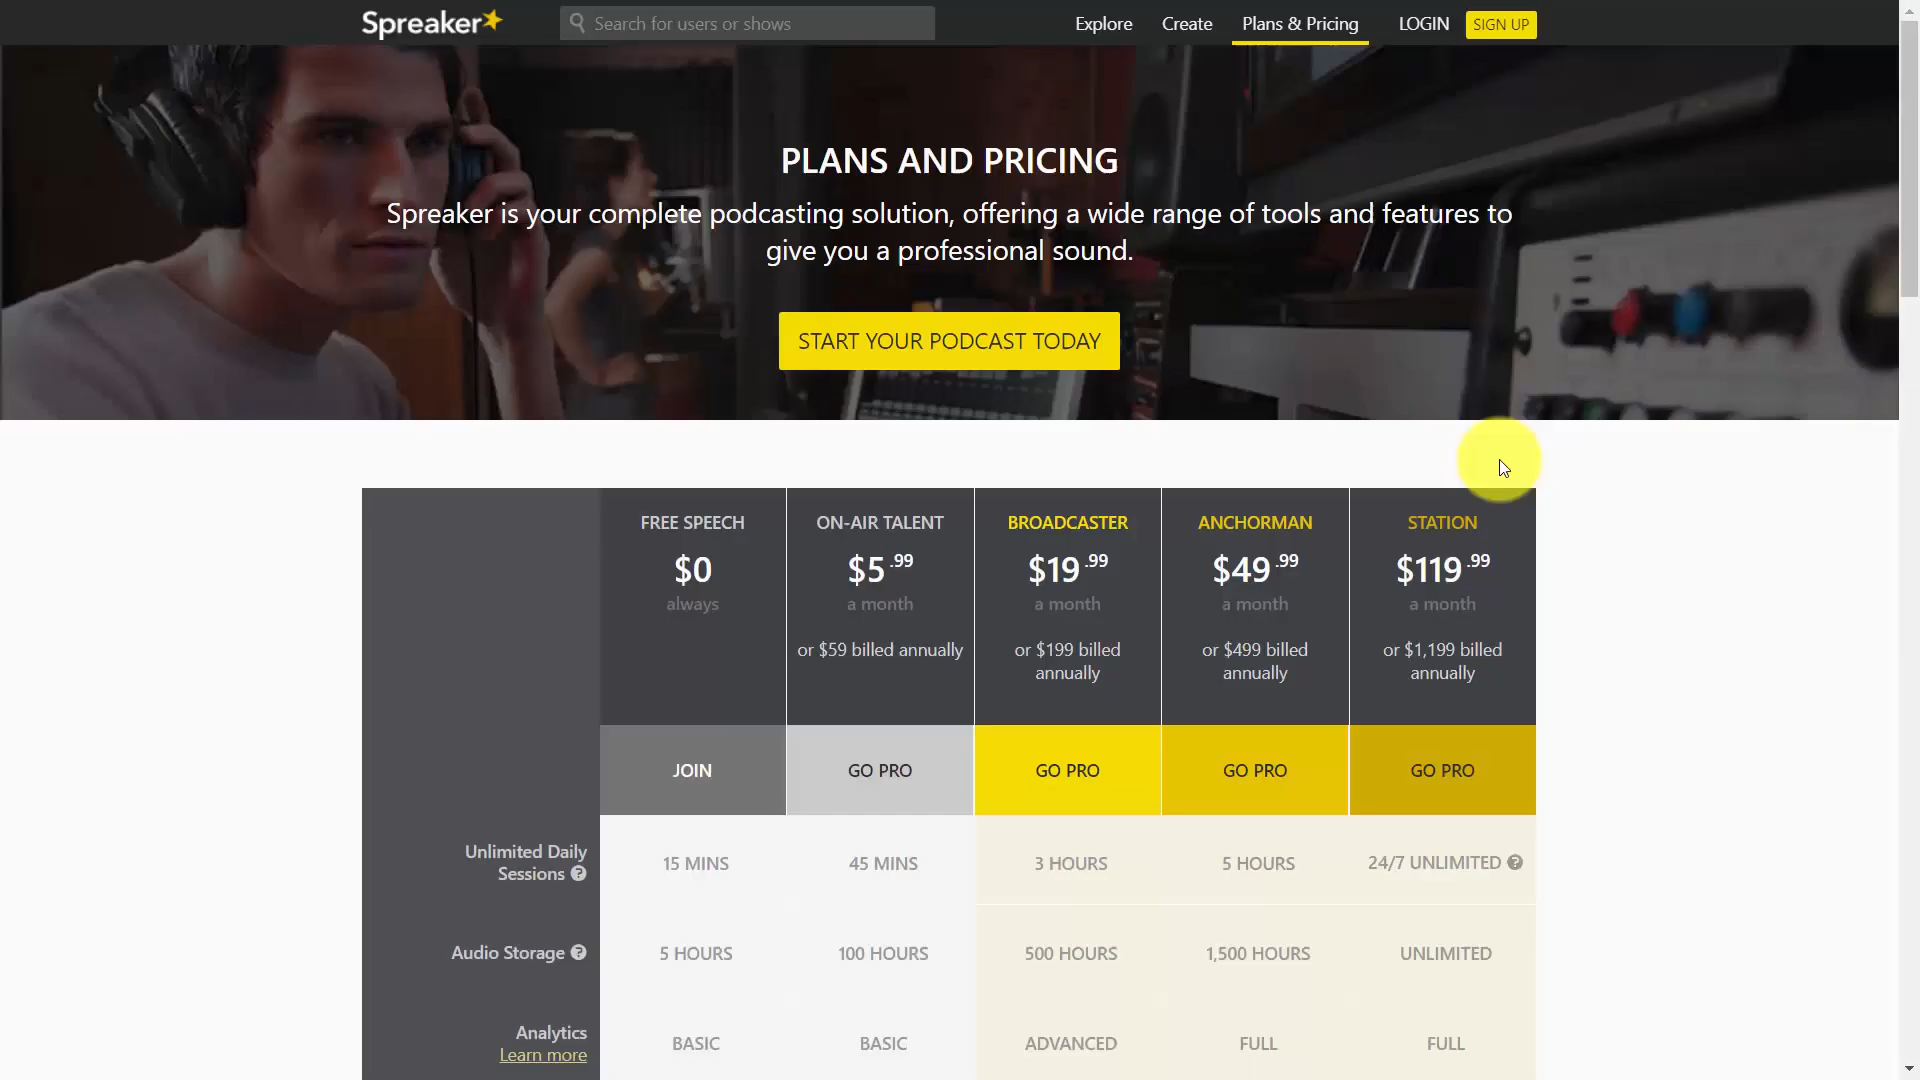 Spreaker
Search for users or shows
Explore
Create
Plans & Pricing
LOGIN
SIGN UP
PLANS AND PRICING
Spreaker is your complete podcasting solution, offering a wide range of tools and features to
give you a professional sound.
START YOUR PODCAST TODAY
FREE SPEECH
$0
always
JOIN
ON-AIR TALENT
$5.99
a month
or $59 billed annually
GO PRO
BROADCASTER
$19.99
a month
or $199 billed
annually
GO PRO
ANCHORMAN
$49.99
a month
or $499 billed
annually
GO PRO
STATION
$119.99
a month
or $1,199 billed
annually
GO PRO
Unlimited Daily
Sessions ?
15 MINS
45 MINS
3 HOURS
5 HOURS
24/7 UNLIMITED ?
Audio Storage ?
5 HOURS
100 HOURS
500 HOURS
1,500 HOURS
UNLIMITED
Analytics
Learn more
BASIC
BASIC
ADVANCED
FULL
FULL